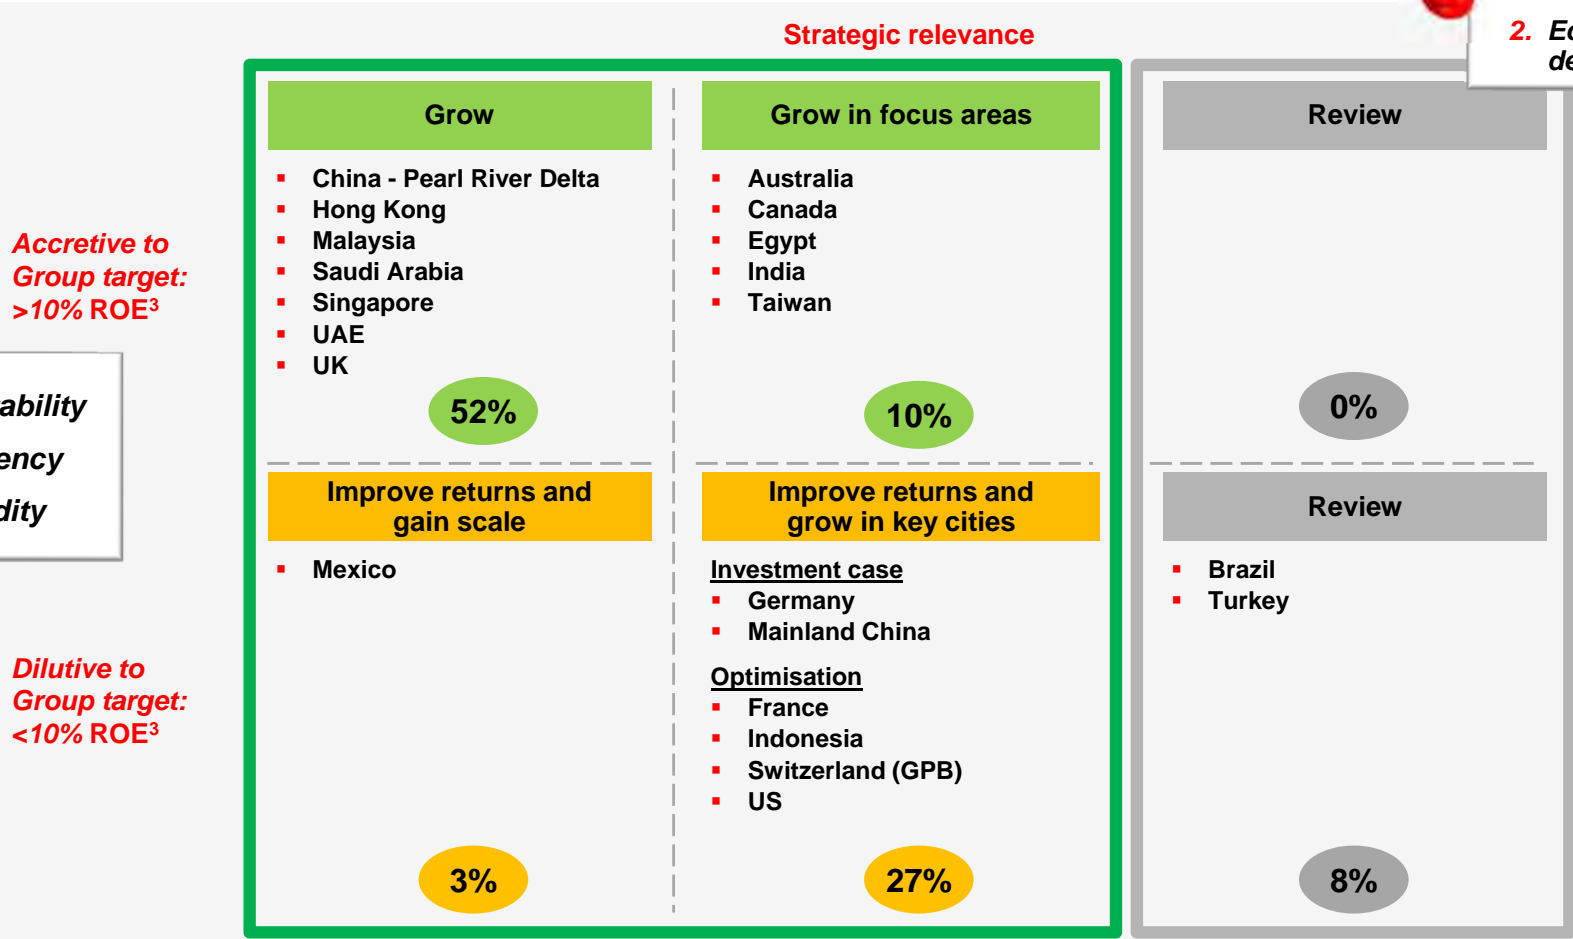 Strategic relevance
2.
Grow
Grow in focus areas
Review
Accretive to
Group target:
>10% ROE3
China - Pearl River Delta
Hong Kong
Malaysia
Saudi Arabia
Singapore
UAE
UK
52%
Australia
Canada
Egypt
India
Taiwan
10%
0%
Improve returns and
gain scale
Improve returns and
grow in key cities
Review
Dilutive to
Group target:
<10% ROE3
Mexico
3%
Investment case
Germany
Mainland China
Optimisation
France
Indonesia
Switzerland (GPB)
US
27%
Brazil
Turkey
8%